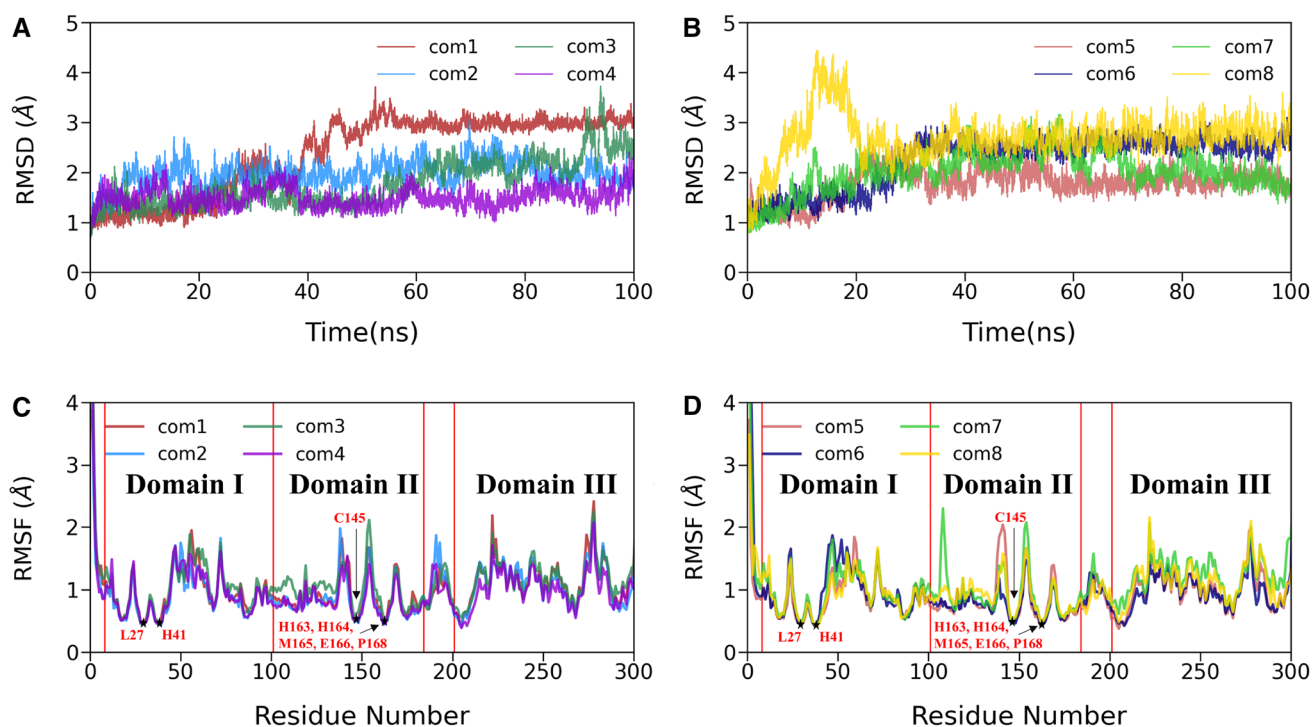 A
5
4
3
2
1
0
RMSD (Å)
com1
com2
com3
com4
0
20
40
60
80
100
Time(ns)
B
5
4
3
2
1
0
RMSD (Å)
com5
com6
com7
com8
0
20
40
60
80
100
Time(ns)
C
4
3
2
1
0
RMSF (Å)
com1
com2
com3
com4
Domain I
Domain II
Domain III
C145
L27
H41
H163, H164,
M165, E166, P168
0
50
100
150
200
250
300
Residue Number
D
4
3
2
1
0
RMSF (Å)
com5
com6
com7
com8
Domain I
Domain II
Domain III
C145
L27
H41
H163, H164,
M165, E166, P168
0
50
100
150
200
250
300
Residue Number